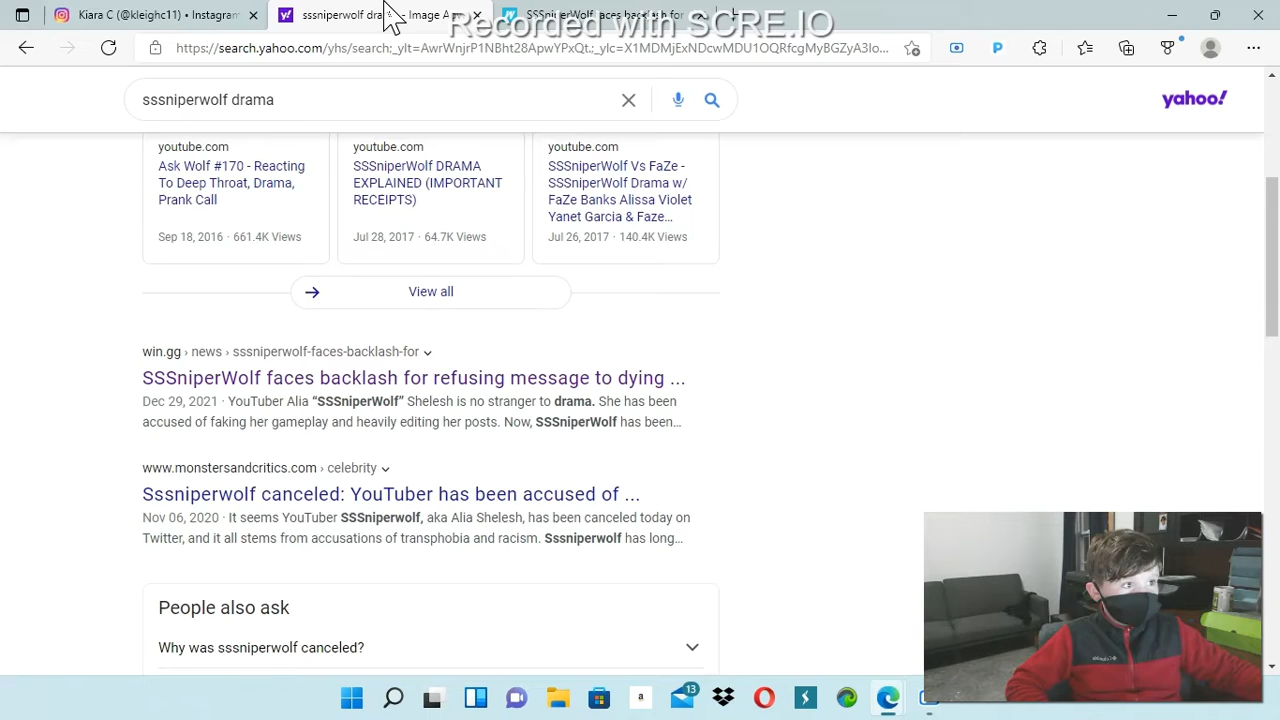 Kiara C (@kleighc11) • Instagram
sssniperwolf
SSSniperWolf faces backlash for
Recorded with SCRE.IO
https://search.yahoo.com/yhs/search;_ylt=AwrWnjrP1NBht28ApwYPxQt.;_ylc=X1MDMjExNDcwMDU1OQRfcgMyBGZyA3lo...
sssniperwolf drama
yahoo!
youtube.com
Ask Wolf #170 - Reacting
To Deep Throat, Drama,
Prank Call
Sep 18, 2016 · 661.4K Views
youtube.com
SSSniperWolf DRAMA
EXPLAINED (IMPORTANT
RECEIPTS)
Jul 28, 2017 · 64.7K Views
youtube.com
SSSniperWolf Vs FaZe -
SSSniperWolf Drama w/
FaZe Banks Alissa Violet
Yanet Garcia & Faze...
Jul 26, 2017 · 140.4K Views
View all
win.gg › news › sssniperwolf-faces-backlash-for
SSSniperWolf faces backlash for refusing message to dying ...
Dec 29, 2021 · YouTuber Alia “SSSniperWolf” Shelesh is no stranger to drama. She has been
accused of faking her gameplay and heavily editing her posts. Now, SSSniperWolf has been...
www.monstersandcritics.com › celebrity
Sssniperwolf canceled: YouTuber has been accused of ...
Nov 06, 2020 · It seems YouTuber SSSniperwolf, aka Alia Shelesh, has been canceled today on
Twitter, and it all stems from accusations of transphobia and racism. Sssniperwolf has long...
People also ask
Why was sssniperwolf canceled?
a
13